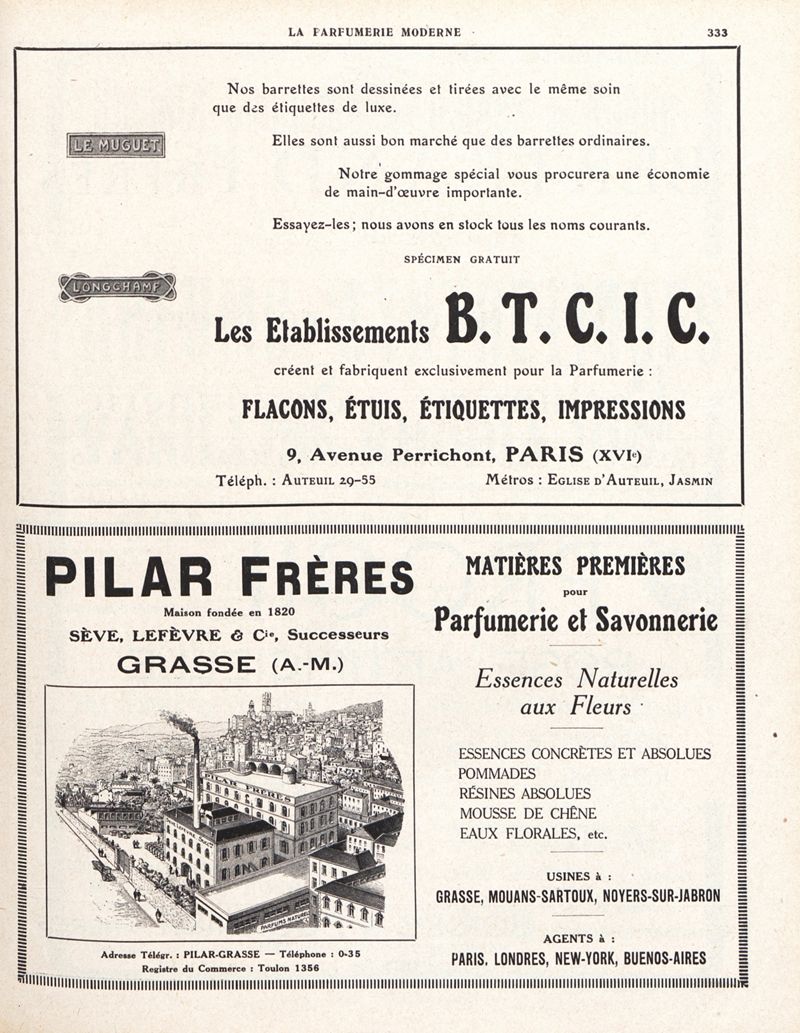 LA PARFUMERIE MODERNE
333
Nos barrettes sont dessinées et tirées avec le même soin
que des étiquettes de luxe.
LE MUGUET
Elles sont aussi bon marché que des barrettes ordinaires.
Notre gommage spécial vous procurera une économie
de main-d'œuvre importante.
Essayez-les; nous avons en stock tous les noms courants.
SPÉCIMEN GRATUIT
LONGCHAMP
Les Etablissements B. T. C. I. C.
créent et fabriquent exclusivement pour la Parfumerie :
FLACONS, ÉTUIS, ÉTIQUETTES, IMPRESSIONS
9, Avenue Perrichont, PARIS (XVIe)
Téléph. : AUTEUIL 29-55
Métros : EGLISE D'AUTEUIL, JASMIN
PILAR FRÈRES
Maison fondée en 1820
SÈVE, LEFÈVRE & Cie, Successeurs
GRASSE (A.-M.)
PILAR FRÈRES
PARFUMS NATURELS
Adresse Télégr. : PILAR-GRASSE — Téléphone : 0-35
Registre du Commerce : Toulon 1356
MATIÈRES PREMIÈRES
pour
Parfumerie et Savonnerie
Essences Naturelles
aux Fleurs
ESSENCES CONCRÈTES ET ABSOLUES
POMMADES
RÉSINES ABSOLUES
MOUSSE DE CHÊNE
EAUX FLORALES, etc.
USINES à :
GRASSE, MOUANS-SARTOUX, NOYERS-SUR-JABRON
AGENTS à :
PARIS, LONDRES, NEW-YORK, BUENOS-AIRES